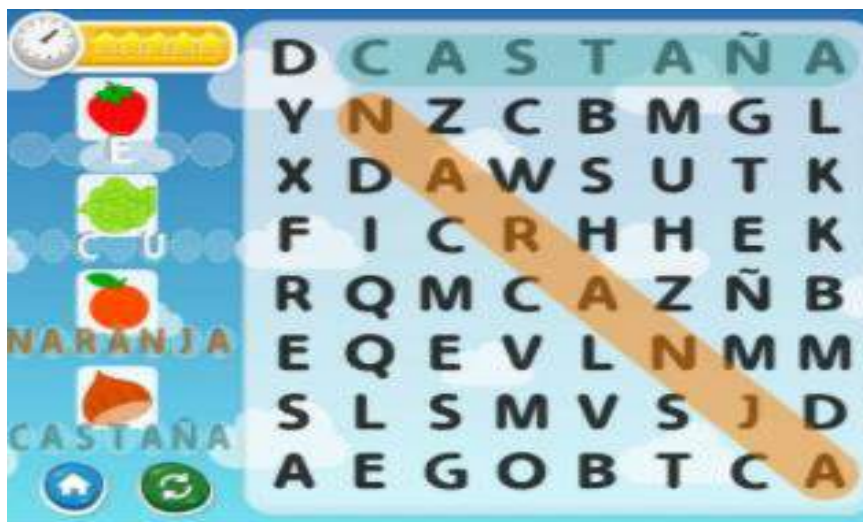 D C A S T A Ñ A
Y N Z C B M G L
X D A W S U T K
F I C R H H E K
R Q M C A Z Ñ B
E Q E V L N M M
S L S M V S J D
A E G O B T C A
E
C U
NARANJA
CASTAÑA